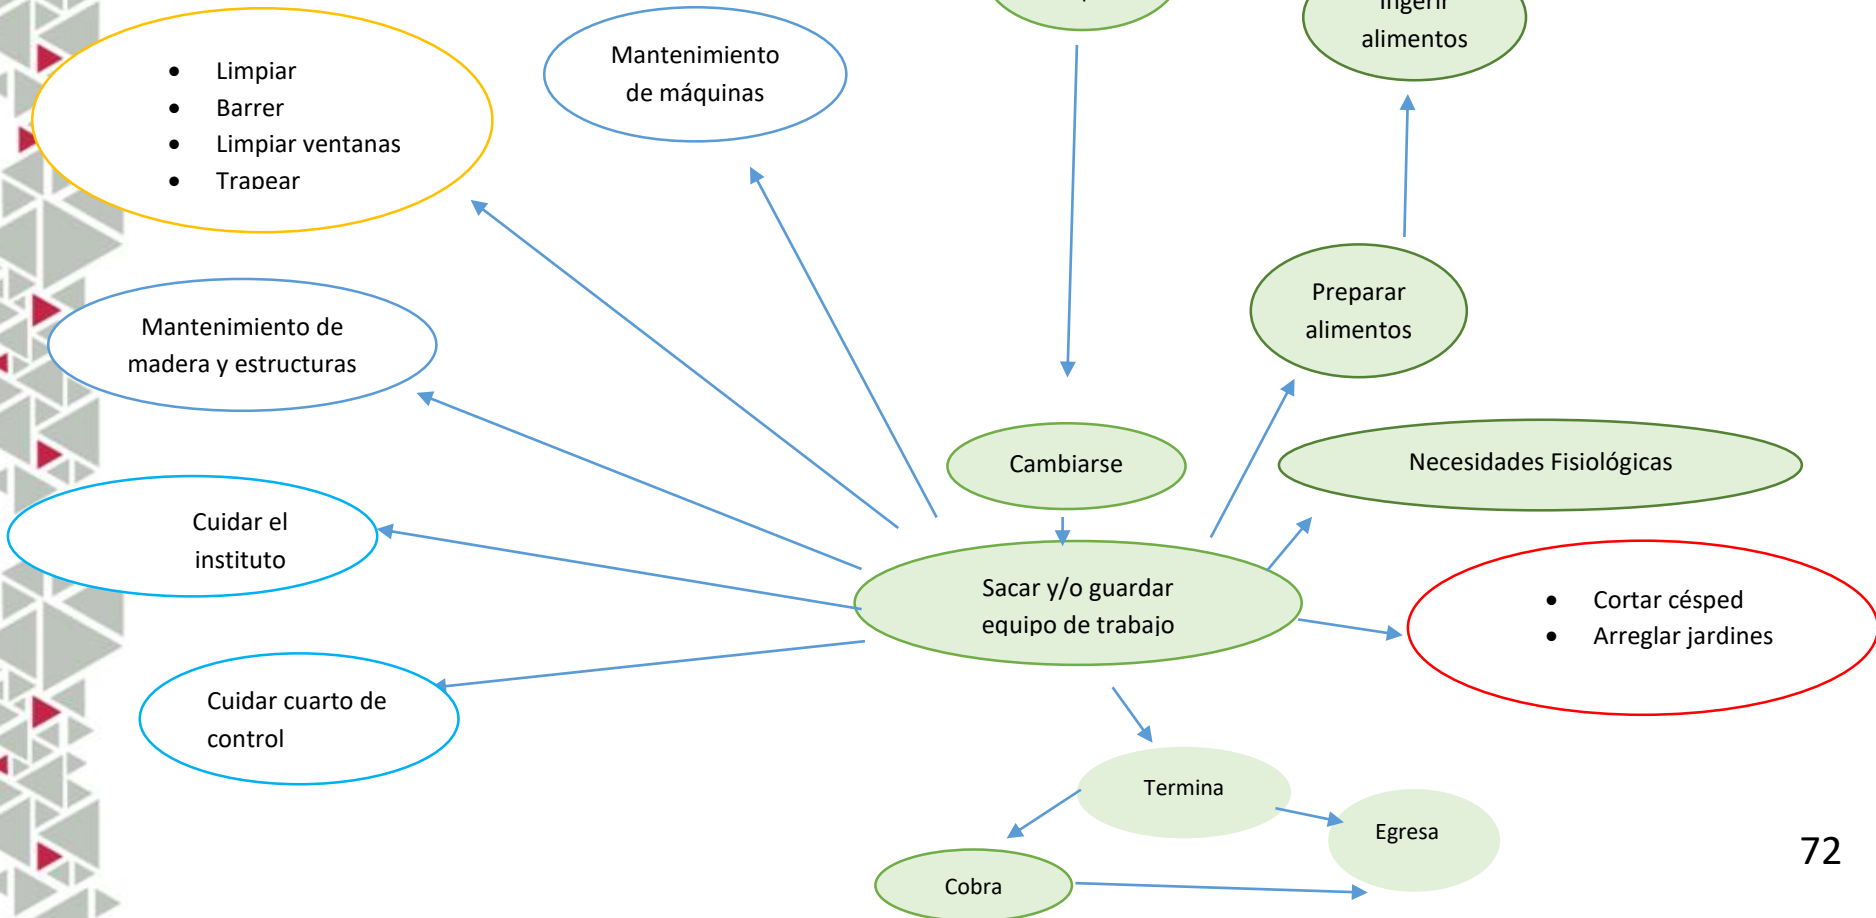 Ingerir
alimentos
Mantenimiento
de máquinas
• Limpiar
• Barrer
• Limpiar ventanas
• Trapear
Preparar
alimentos
Mantenimiento de
madera y estructuras
Cambiarse
Necesidades Fisiológicas
Cuidar el
instituto
Sacar y/o guardar
equipo de trabajo
• Cortar césped
• Arreglar jardines
Cuidar cuarto de
control
Termina
Egresa
Cobra
72